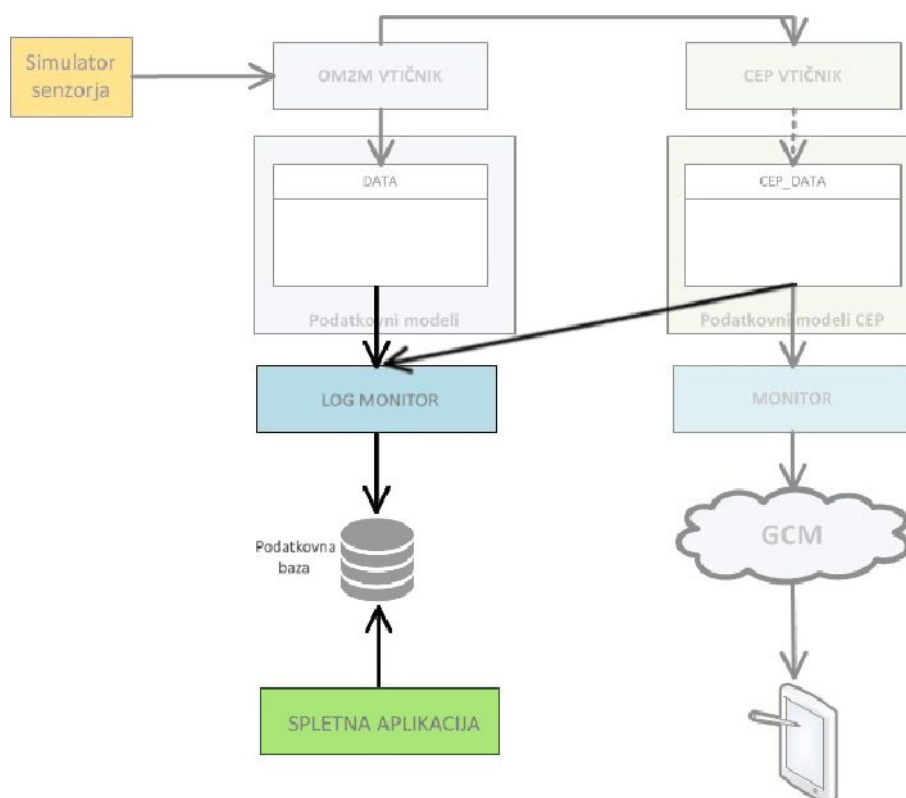 Simulator
senzorja
OM2M VTIČNIK
CEP VTIČNIK
DATA
CEP_DATA
Podatkovni modeli
Podatkovni modeli CEP
LOG MONITOR
MONITOR
GCM
Podatkovna
baza
SPLETNA APLIKACIJA